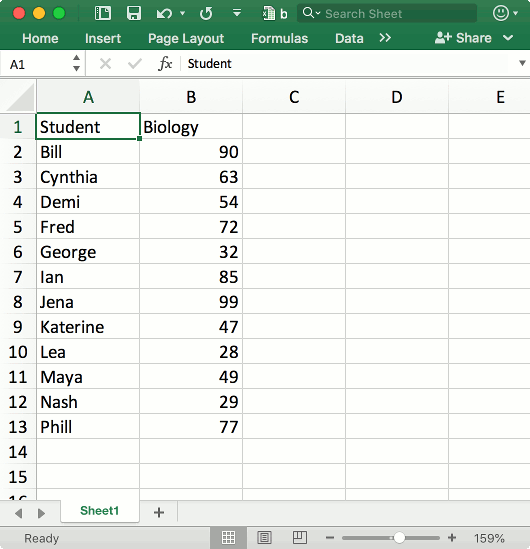 b Search Sheet
Home Insert Page Layout Formulas Data >> Share
A1 fx Student
A B C D E
1 Student Biology
2 Bill 90
3 Cynthia 63
4 Demi 54
5 Fred 72
6 George 32
7 Ian 85
8 Jena 99
9 Katerine 47
10 Lea 28
11 Maya 49
12 Nash 29
13 Phill 77
14
15
16
Sheet1 +
Ready - + 159%